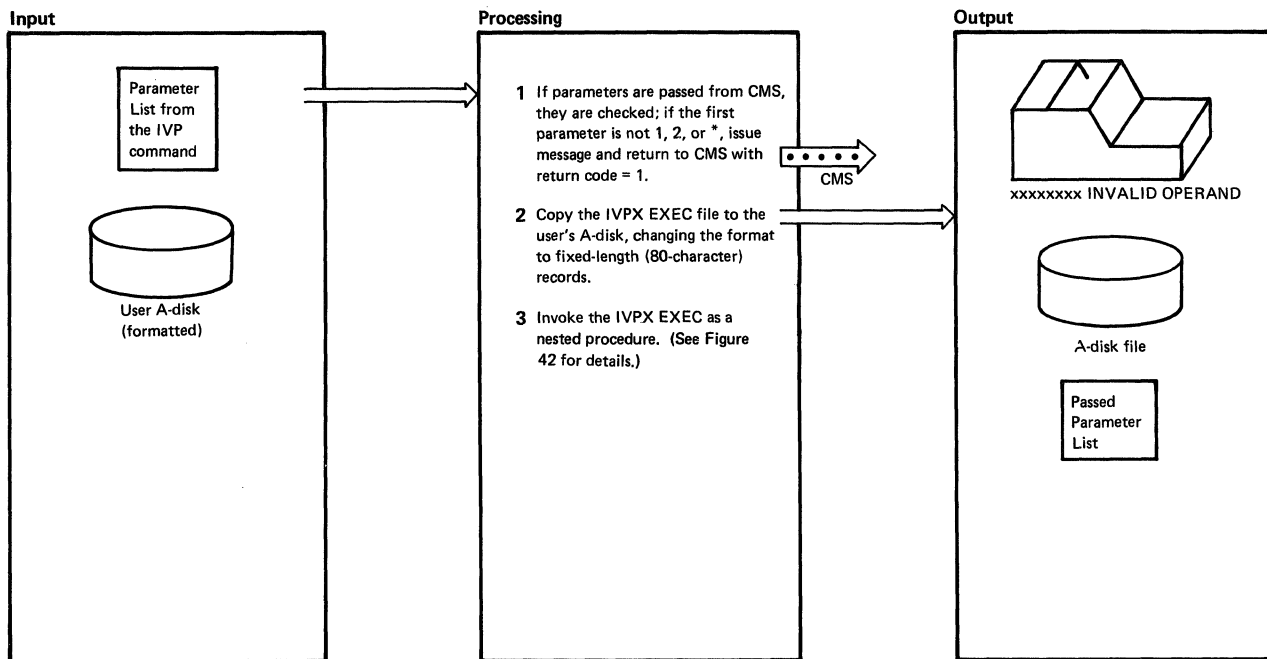 Input
Parameter
List from
the IVP
command
User A-disk
(formatted)
Processing
1 If parameters are passed from CMS,
they are checked; if the first
parameter is not 1, 2, or *, issue
message and return to CMS with
return code = 1.
CMS
2 Copy the IVPX EXEC file to the
user's A-disk, changing the format
to fixed-length (80-character)
records.
3 Invoke the IVPX EXEC as a
nested procedure. (See Figure
42 for details.)
Output
xxxxxxxx INVALID OPERAND
A-disk file
Passed
Parameter
List